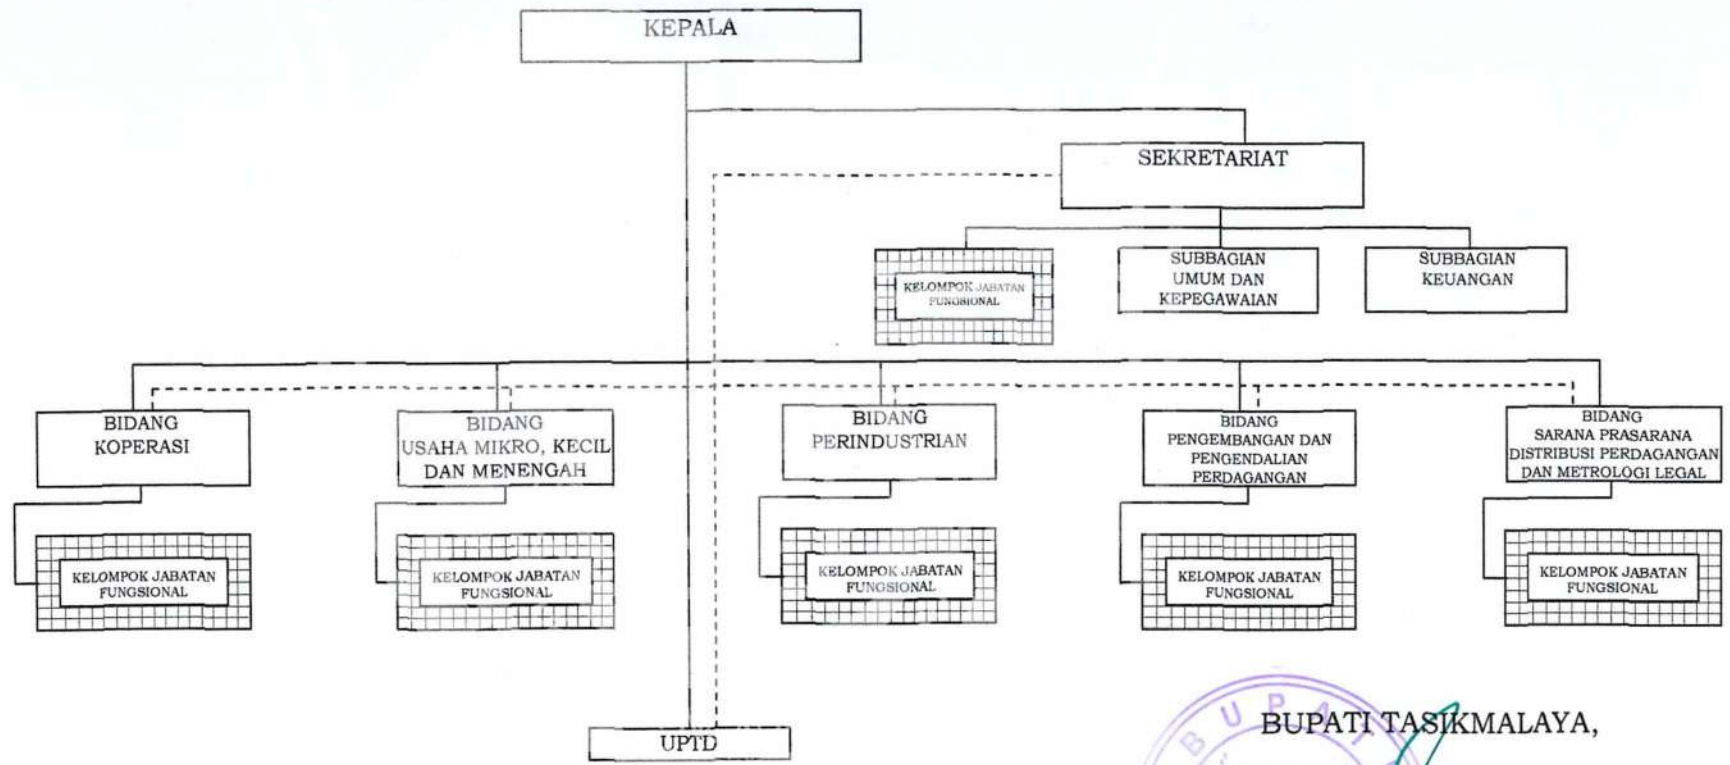 KEPALA
SEKRETARIAT
KELOMPOK JABATAN
FUNGSIONAL
SUBBAGIAN
UMUM DAN
KEPEGAWAIAN
SUBBAGIAN
KEUANGAN
BIDANG
KOPERASI
BIDANG
USAHA MIKRO, KECIL
DAN MENENGAH
BIDANG
PERINDUSTRIAN
BIDANG
PENGEMBANGAN DAN
PENGENDALIAN
PERDAGANGAN
BIDANG
SARANA PRASARANA
DISTRIBUSI PERDAGANGAN
DAN METROLOGI LEGAL
KELOMPOK JABATAN
FUNGSIONAL
KELOMPOK JABATAN
FUNGSIONAL
KELOMPOK JABATAN
FUNGSIONAL
KELOMPOK JABATAN
FUNGSIONAL
KELOMPOK JABATAN
FUNGSIONAL
UPTD
BUPATI TASIKMALAYA,
BUPAT